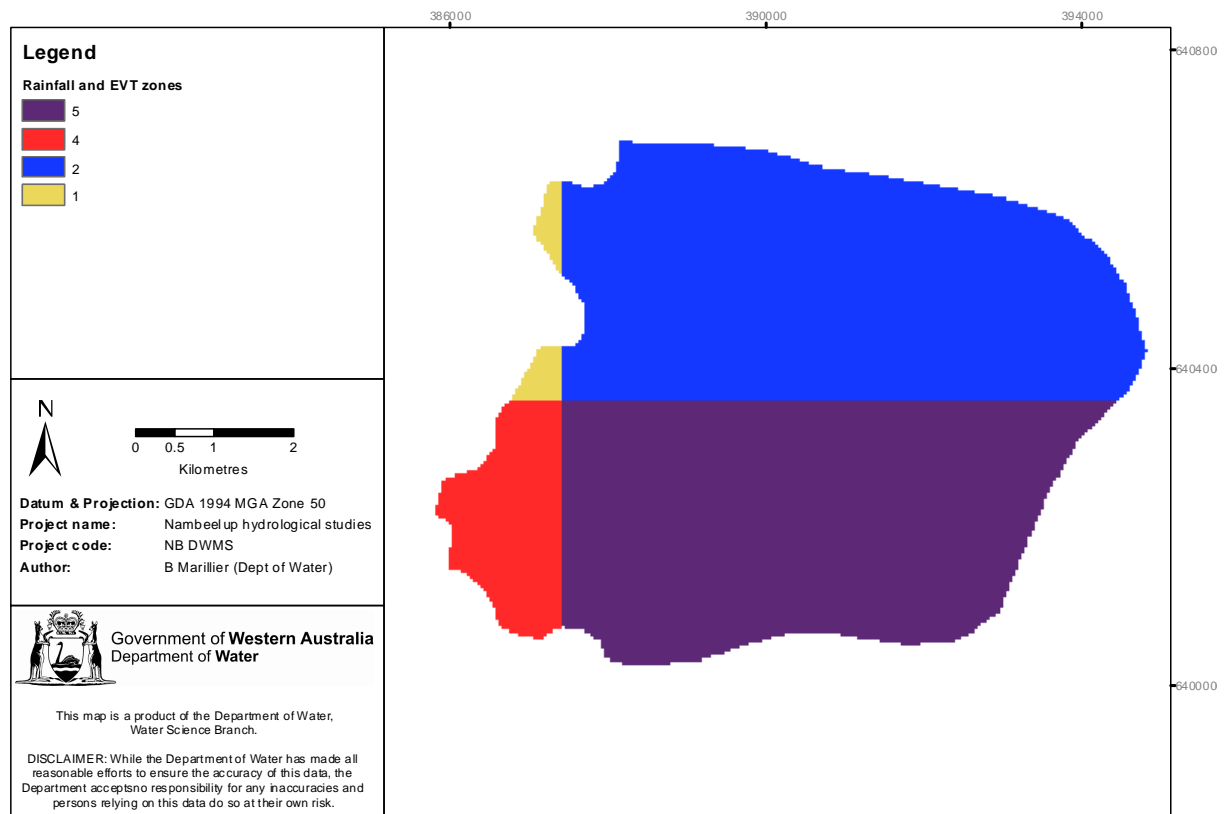 386000
390000
394000
640800
640400
640000
Legend
Rainfall and EVT zones
5
4
2
1
N
0 0.5 1 2
Kilometres
Datum & Projection: GDA 1994 MGA Zone 50
Project name: Nambeelup hydrological studies
Project code: NB DWMS
Author: B Marillier (Dept of Water)
Government of Western Australia
Department of Water
This map is a product of the Department of Water,
Water Science Branch.
DISCLAIMER: While the Department of Water has made all
reasonable efforts to ensure the accuracy of this data, the
Department acceptsno responsibility for any inaccuracies and
persons relying on this data do so at their own risk.